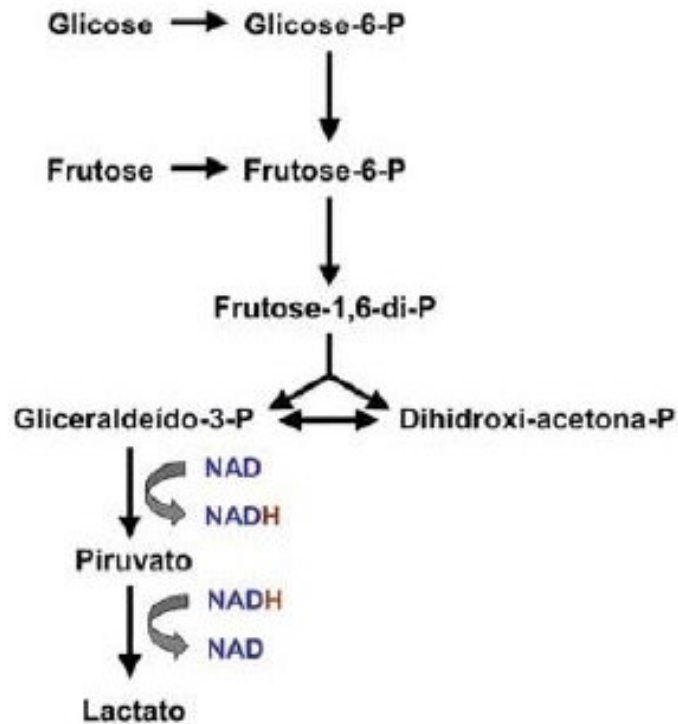 Glicose Glicose-6-P
Frutose Frutose-6-P
Frutose-1,6-di-P
Gliceraldeído-3-P Dihidroxi-acetona-P
NAD
NADH
Piruvato
NADH
NAD
Lactato